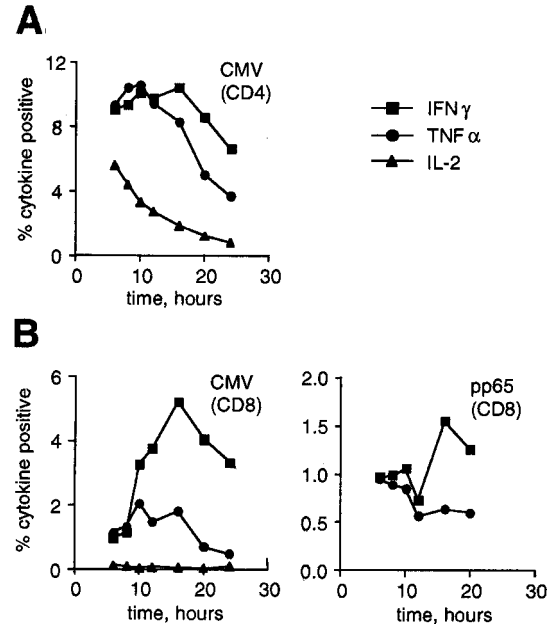 A
12
8
4
0
% cytokine positive
CMV
(CD4)
0 10 20 30
time, hours
IFN γ
TNF α
IL-2
B
6
4
2
0
% cytokine positive
CMV
(CD8)
0 10 20 30
time, hours
2.0
1.5
1.0
0.5
0.0
pp65
(CD8)
0 10 20 30
time, hours